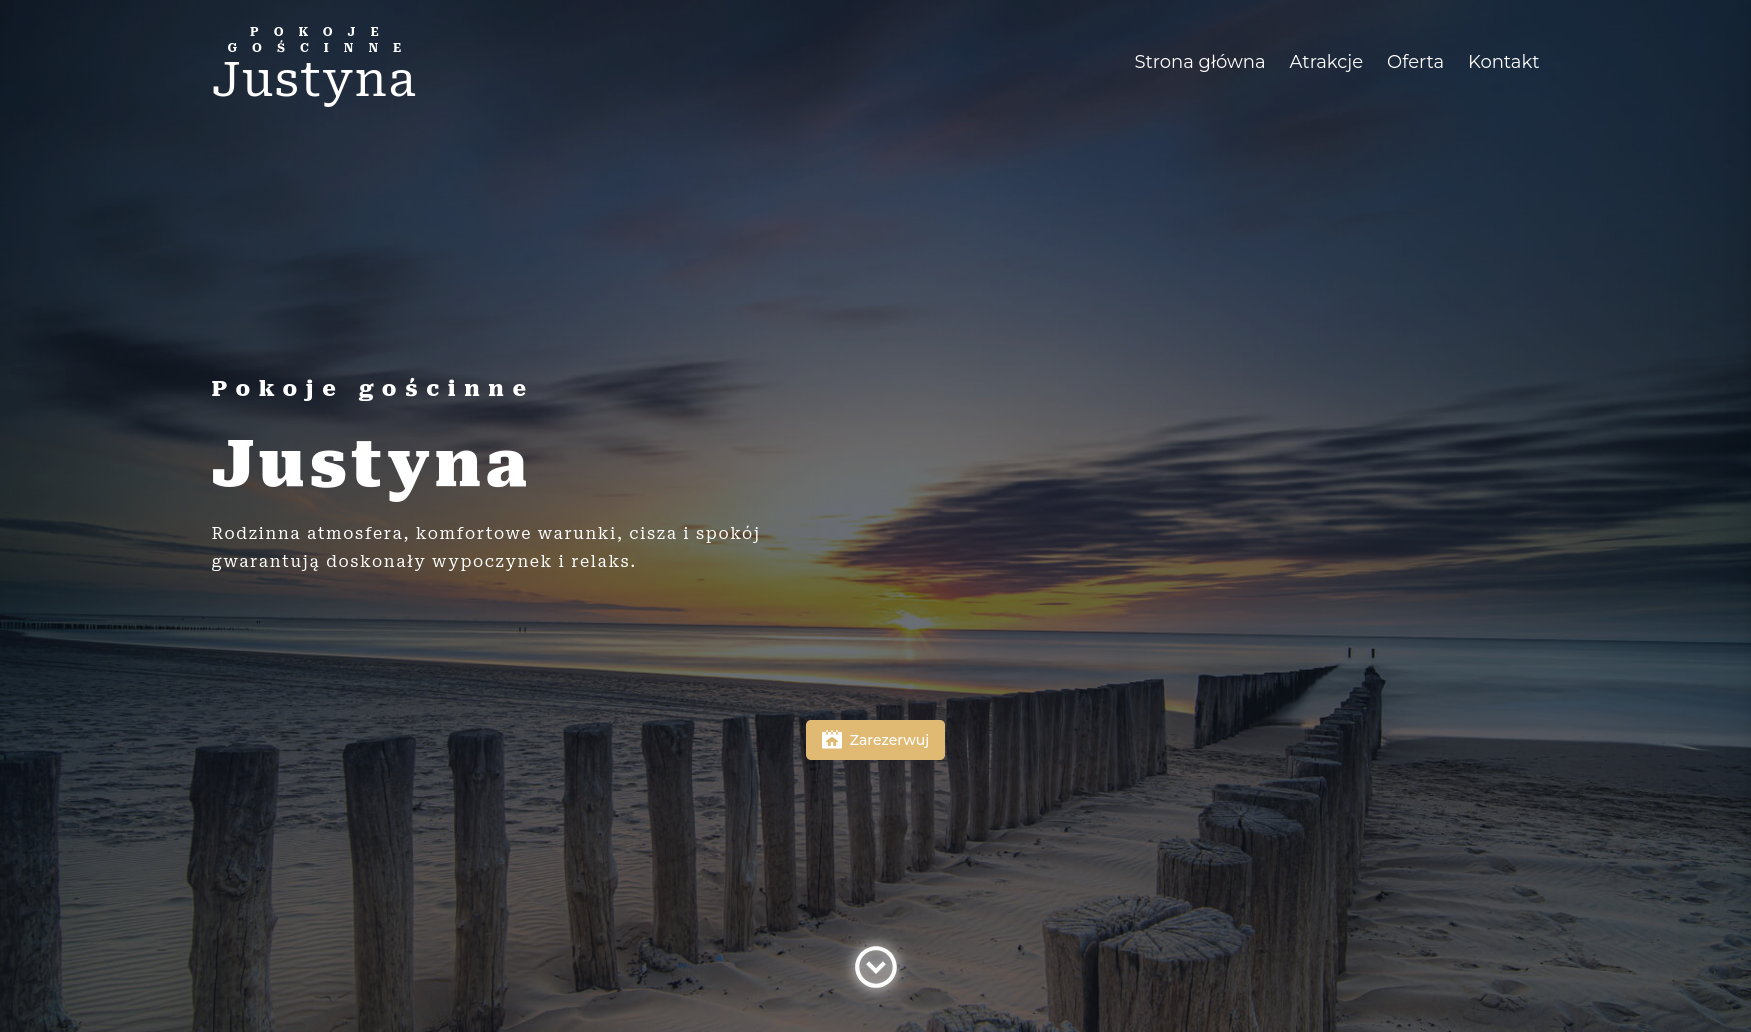 POKOJE
GOŚCINNE
Justyna
Strona główna Atrakcje Oferta Kontakt
Pokoje gościnne
Justyna
Rodzinna atmosfera, komfortowe warunki, cisza i spokój
gwarantują doskonały wypoczynek i relaks.
Zarezerwuj